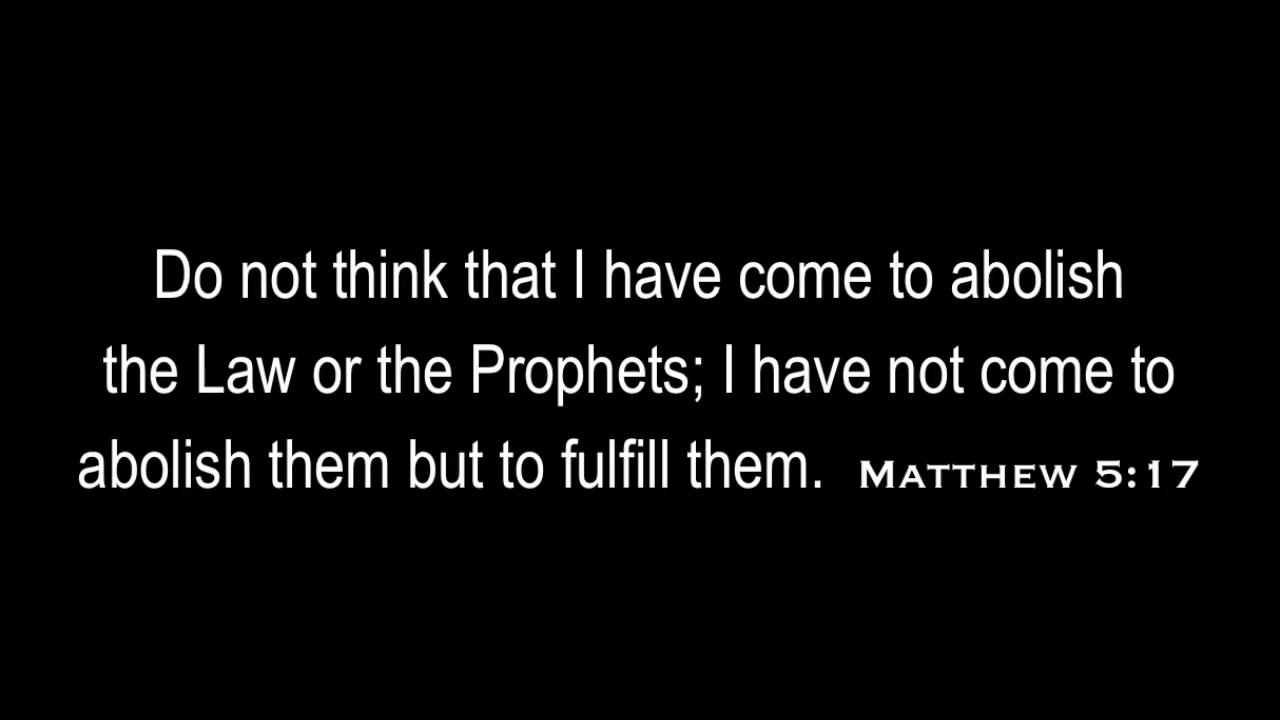 Do not think that I have come to abolish
the Law or the Prophets; I have not come to
abolish them but to fulfill them. MATTHEW 5:17